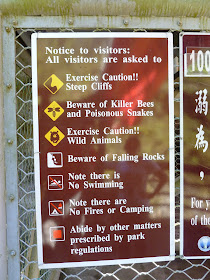 Notice to visitors:
All visitors are asked to
Exercise Caution!!
Steep Cliffs
Beware of Killer Bees
and Poisonous Snakes
Exercise Caution!!
Wild Animals
Beware of Falling Rocks
Note there is
No Swimming
Note there are
No Fires or Camping
Abide by other matters
prescribed by park
regulations
100
溺
為
,
For y
of the